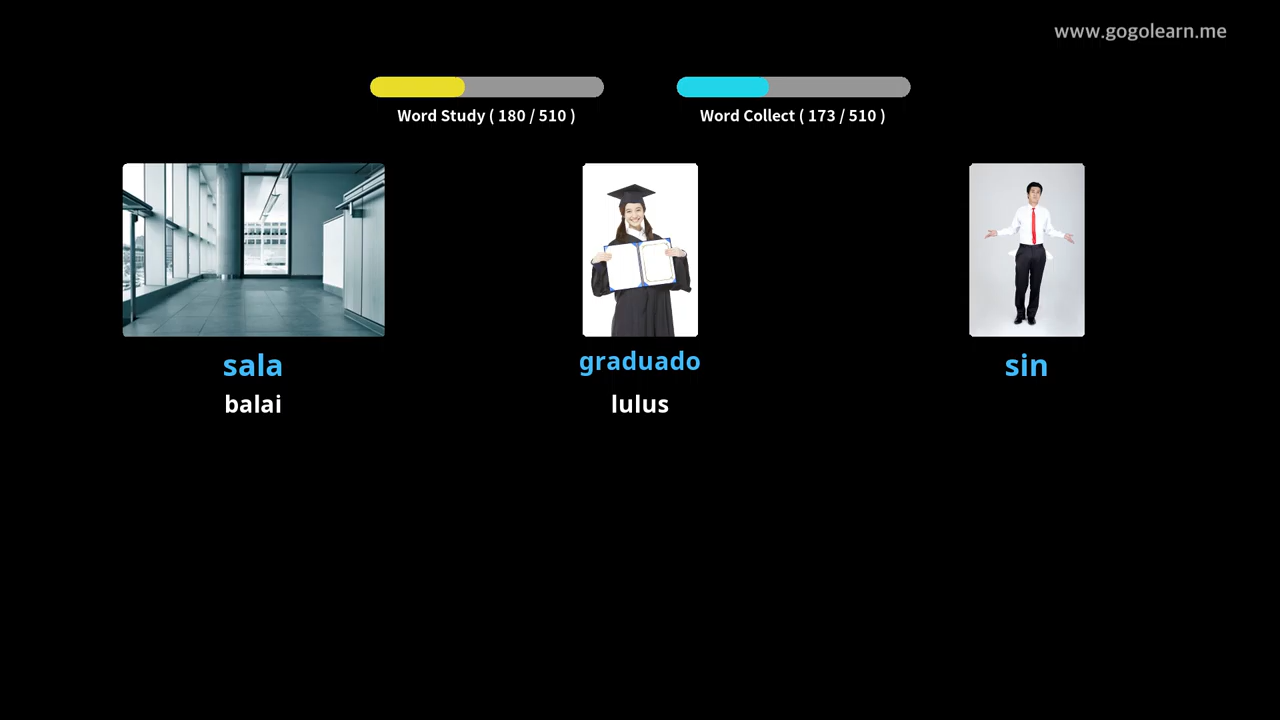 www.gogolearn.me
Word Study ( 180 / 510 )
Word Collect ( 173 / 510 )
sala
graduado
sin
balai
lulus